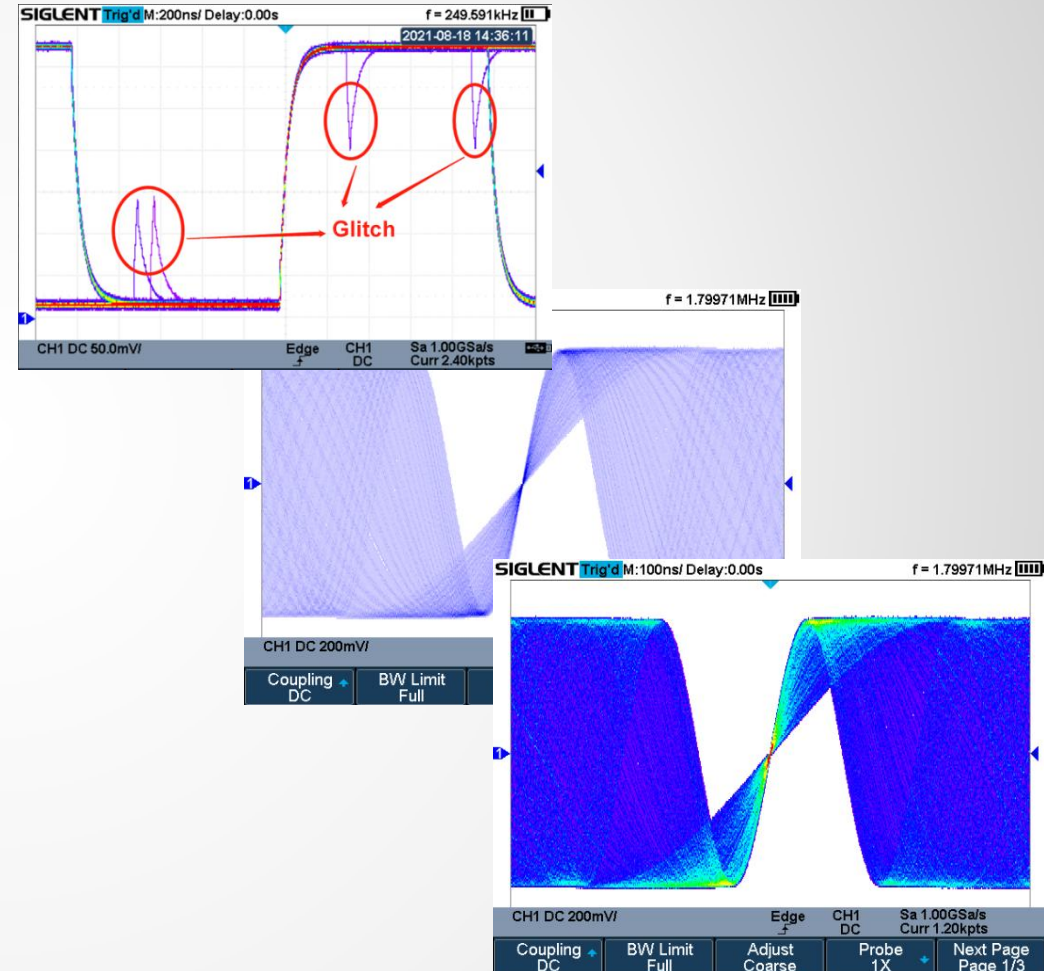 SIGLENT Trig'd M:200ns/ Delay:0.00s f = 249.591kHz
2021-08-18 14:36:11
Glitch
1
CH1 DC 50.0mV/ Edge CH1 Sa 1.00GSa/s
DC Curr 2.40kpts
f = 1.79971MHz
1
CH1 DC 200mV/
Coupling BW Limit
DC Full
SIGLENT Trig'd M:100ns/ Delay:0.00s f = 1.79971MHz
1
CH1 DC 200mV/ Edge CH1 Sa 1.00GSa/s
DC Curr 1.20kpts
Coupling BW Limit Adjust Probe Next Page
DC Full Coarse 1X Page 1/3